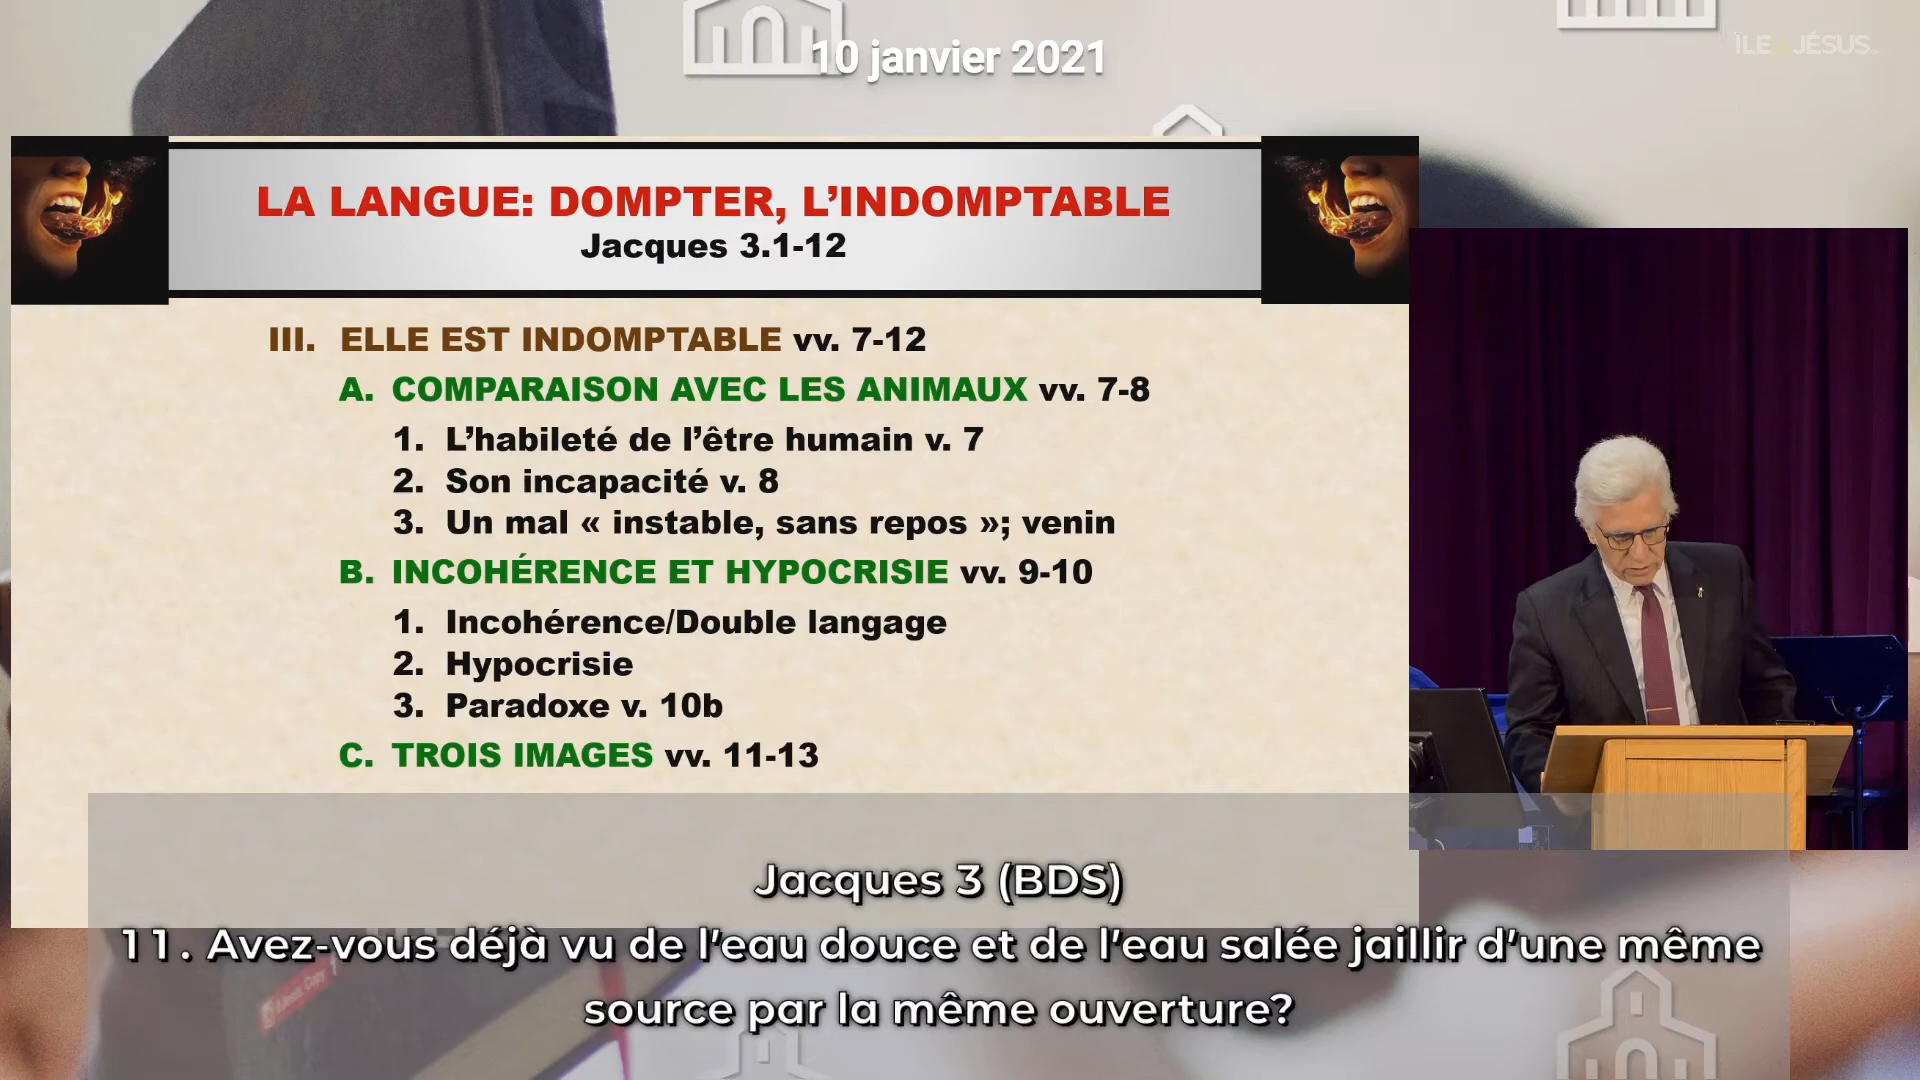 10 janvier 2021
LA LANGUE: DOMPTER, L’INDOMPTABLE
Jacques 3.1-12
III. ELLE EST INDOMPTABLE vv. 7-12
A. COMPARAISON AVEC LES ANIMAUX vv. 7-8
1. L’habileté de l’être humain v. 7
2. Son incapacité v. 8
3. Un mal « instable, sans repos »; venin
B. INCOHÉRENCE ET HYPOCRISIE vv. 9-10
1. Incohérence/Double langage
2. Hypocrisie
3. Paradoxe v. 10b
C. TROIS IMAGES vv. 11-13
Jacques 3 (BDS)
11. Avez-vous déjà vu de l'eau douce et de l'eau salée jaillir d'une même
source par la même ouverture?